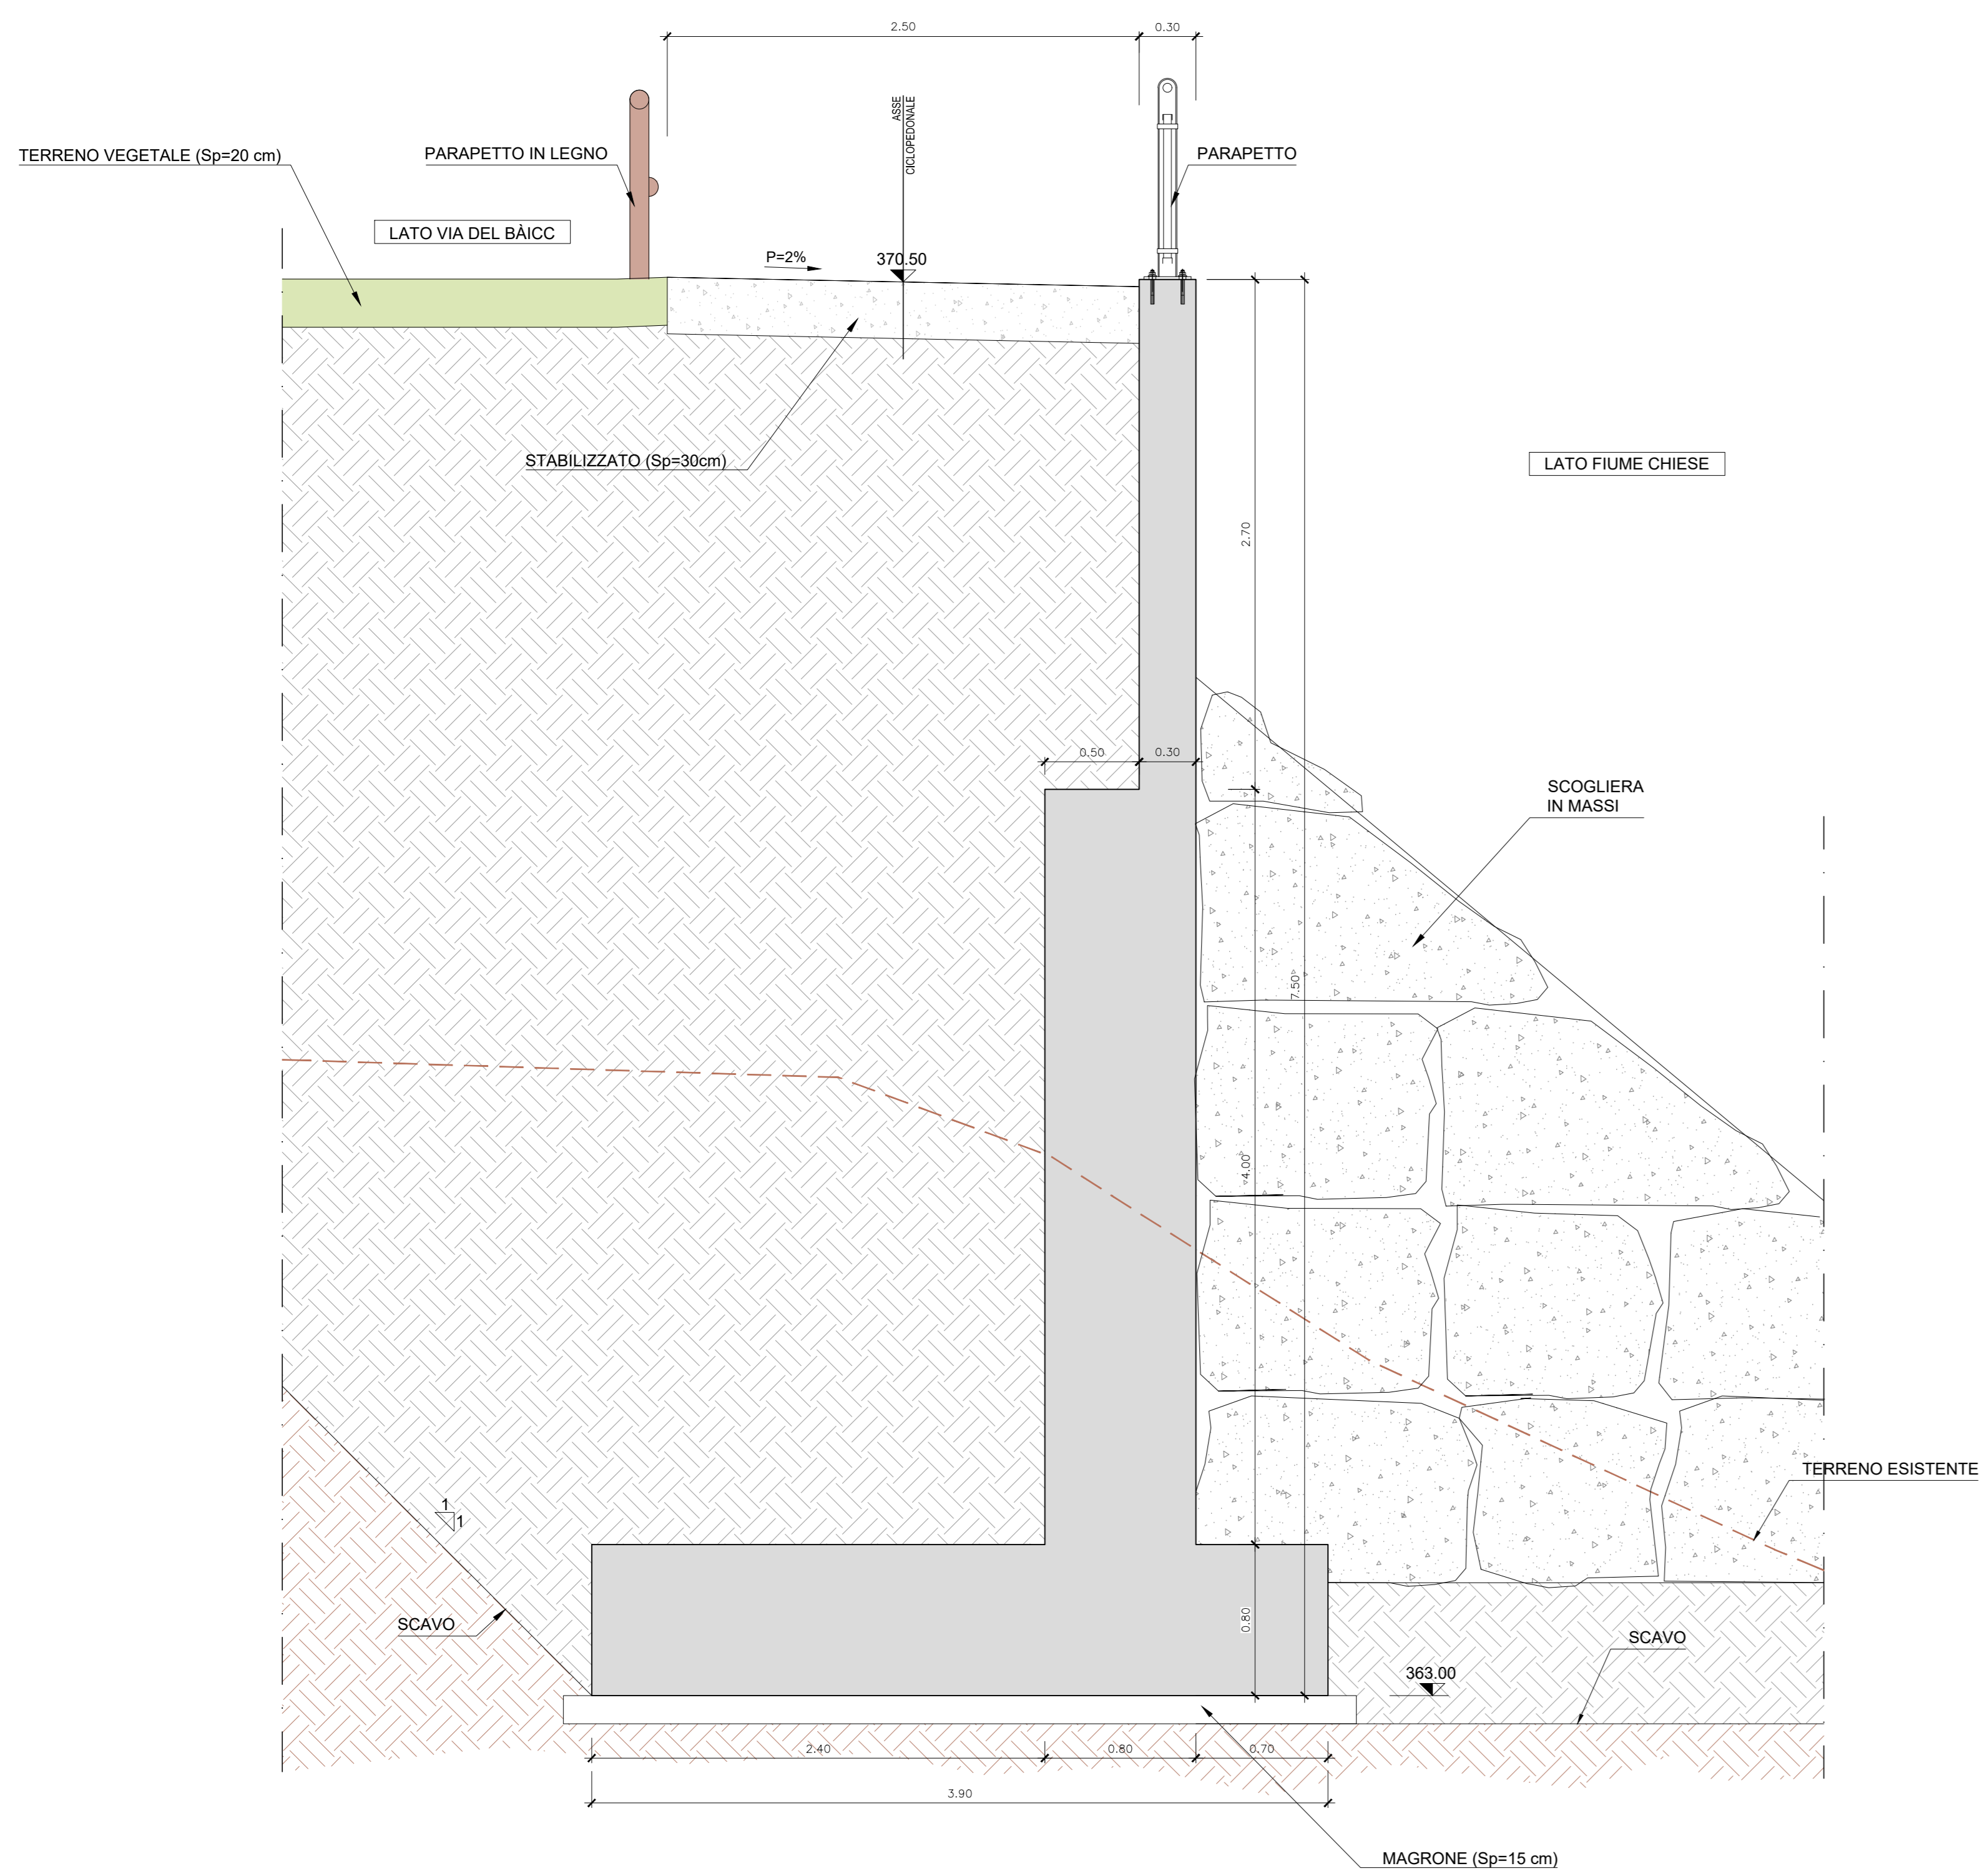 2.50
0.30
ASSE
CICLOPEDONALE
TERRENO VEGETALE (Sp=20 cm)
PARAPETTO IN LEGNO
PARAPETTO
LATO VIA DEL BÀICC
P=2%
370.50
STABILIZZATO (Sp=30cm)
LATO FIUME CHIESE
2.70
0.50
0.30
SCOGLIERA
IN MASSI
7.50
4.00
TERRENO ESISTENTE
1
1
SCAVO
0.80
SCAVO
363.00
2.40
0.80
0.70
3.90
MAGRONE (Sp=15 cm)